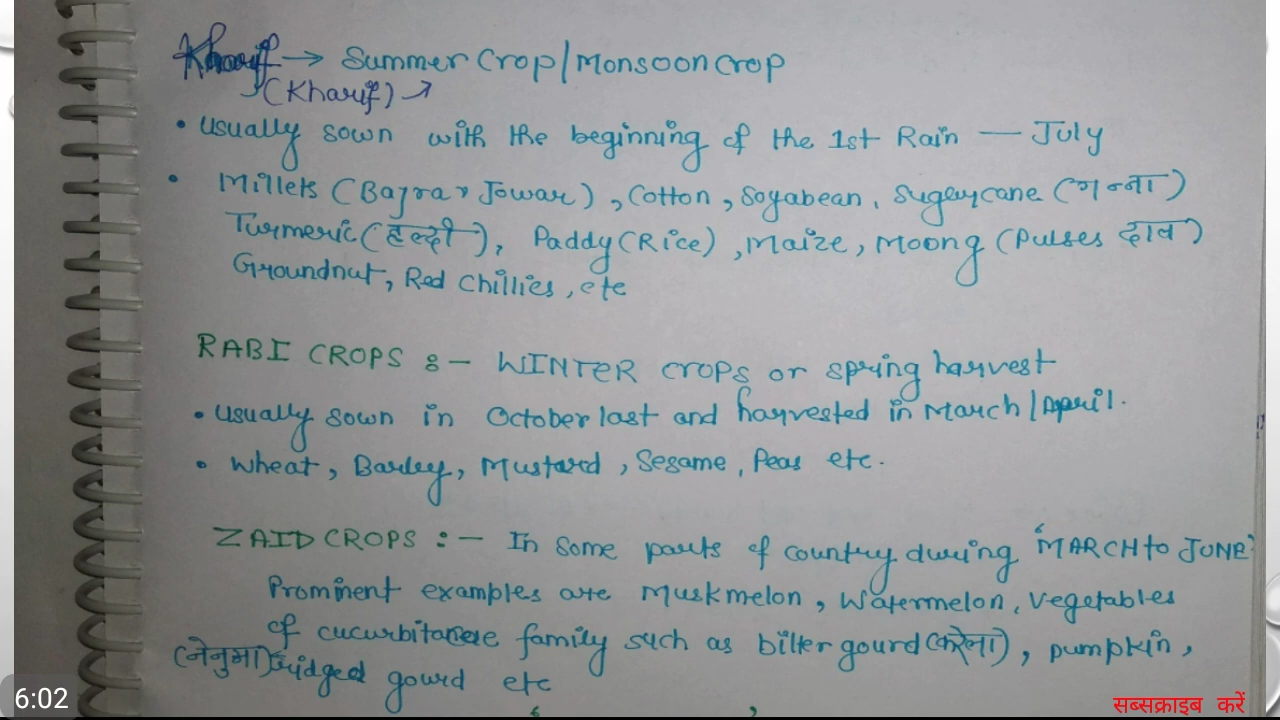 Kharif → Summer Crop/Monsoon crop
(Kharif) →
• Usually sown with the beginning of the 1st Rain — July
• Millets (Bajra, Jowar), Cotton, Soyabean, Sugarcane (गन्ना)
Turmeric (हल्दी), Paddy (Rice), Maize, Moong (Pulses दाल)
Groundnut, Red Chillies, etc
RABI CROPS :- WINTER crops or spring harvest
• Usually sown in October last and harvested in March/April.
• Wheat, Barley, Mustard, Sesame, Peas etc.
ZAID CROPS :- In some parts of country during 'MARCH to JUNE'
Prominent examples are Muskmelon, Watermelon, Vegetables
of cucurbitaceae family such as bitter gourd (करेला), pumpkin,
(नेनुआ) ridged gourd etc
6:02
सब्सक्राइब करें